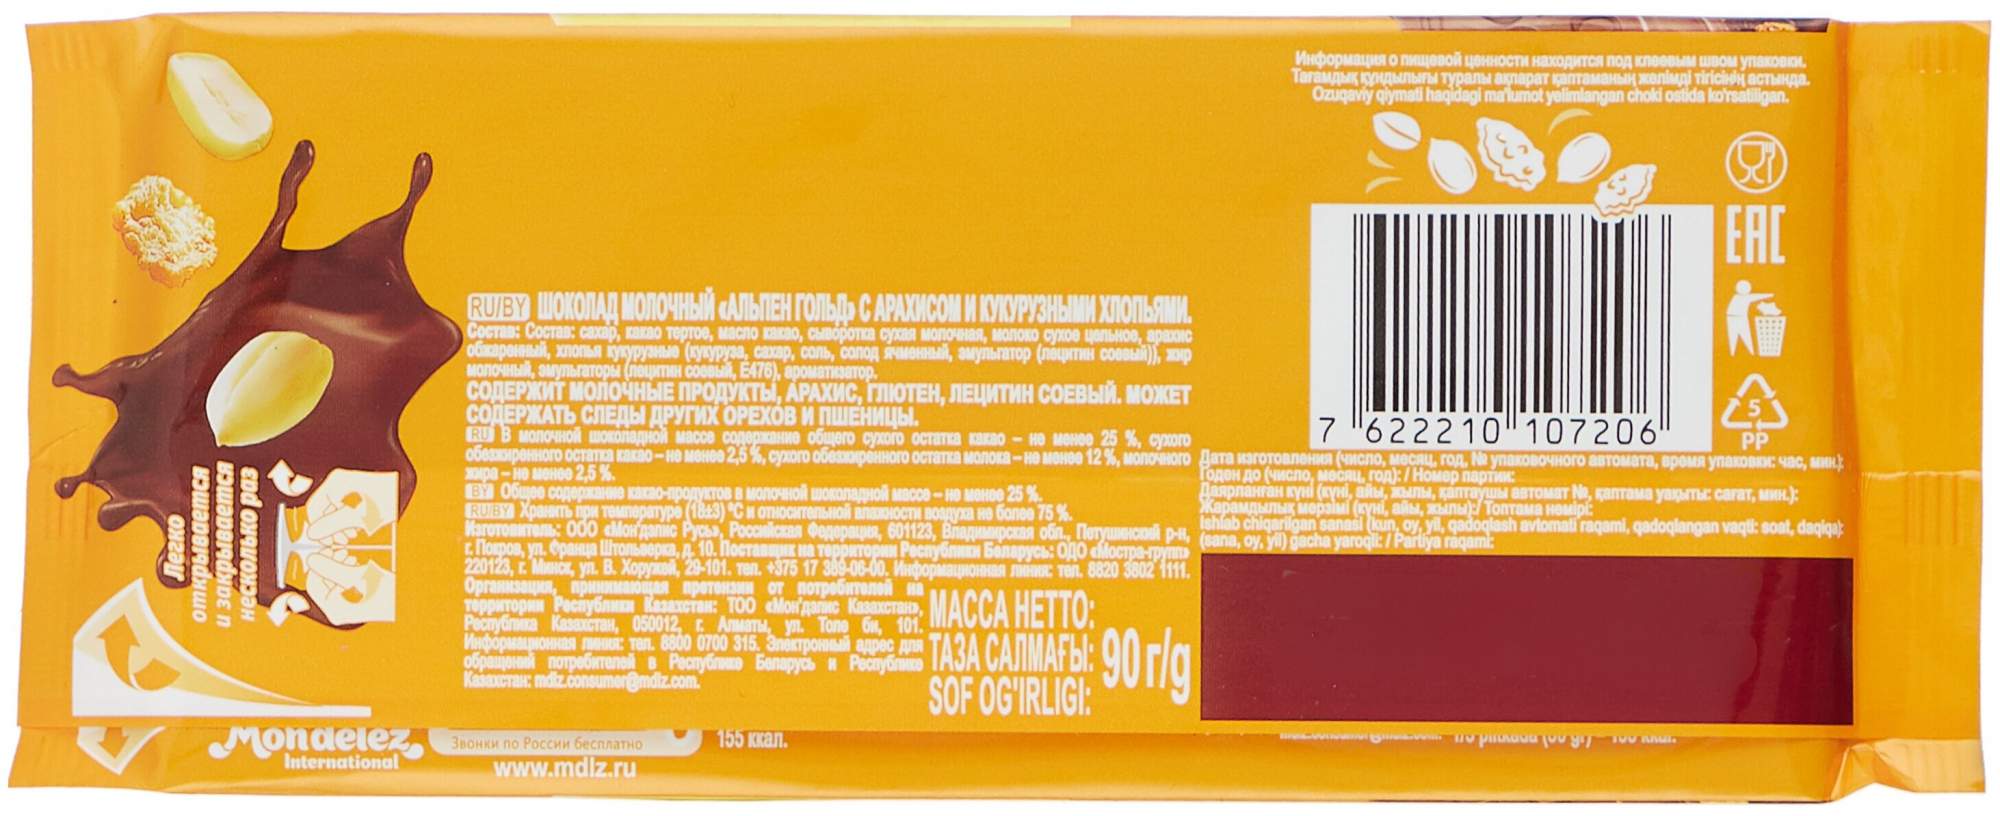 Информация о пищевой ценности находится под клеевым швом упаковки.
Тағамдық құндылығы туралы ақпарат қаптаманың желімді тігісінің астында.
Ozuqaviy qiymati haqidagi ma'lumot yelimlangan choki ostida ko'rsatilgan.
EAC
5
PP
7 622210 107206
RU/BY ШОКОЛАД МОЛОЧНЫЙ «АЛЬПЕН ГОЛЬД» С АРАХИСОМ И КУКУРУЗНЫМИ ХЛОПЬЯМИ.
Состав: Состав: сахар, какао тертое, масло какао, сыворотка сухая молочная, молоко сухое цельное, арахис
обжаренный, хлопья кукурузные (кукуруза, сахар, соль, солод ячменный, эмульгатор (лецитин соевый)), жир
молочный, эмульгаторы (лецитин соевый, Е476), ароматизатор.
СОДЕРЖИТ МОЛОЧНЫЕ ПРОДУКТЫ, АРАХИС, ГЛЮТЕН, ЛЕЦИТИН СОЕВЫЙ. МОЖЕТ
СОДЕРЖАТЬ СЛЕДЫ ДРУГИХ ОРЕХОВ И ПШЕНИЦЫ.
RU В молочной шоколадной массе содержание общего сухого остатка какао – не менее 25 %, сухого
обезжиренного остатка какао – не менее 2,5 %, сухого обезжиренного остатка молока – не менее 12 %, молочного
жира – не менее 2,5 %.
BY Общее содержание какао-продуктов в молочной шоколадной массе – не менее 25 %.
RU/BY Хранить при температуре (18±3) °С и относительной влажности воздуха не более 75 %.
Изготовитель: ООО «Мон'дэлис Русь», Российская Федерация, 601123, Владимирская обл., Петушинский р-н,
г. Покров, ул. Франца Штольверка, д. 10. Поставщик на территории Республики Беларусь: ОДО «Мостра-групп»
220123, г. Минск, ул. В. Хоружей, 29-101. тел. +375 17 389-06-00. Информационная линия: тел. 8820 3802 1111.
Организация, принимающая претензии от потребителей на
территории Республики Казахстан: ТОО «Мон'дэлис Казахстан»,
Республика Казахстан, 050012, г. Алматы, ул. Толе би, 101.
Информационная линия: тел. 8800 0700 315. Электронный адрес для
обращений потребителей в Республике Беларусь и Республике
Казахстан: mdlz.consumer@mdlz.com.
МАССА НЕТТО:
ТАЗА САЛМАҒЫ:
SOF OG'IRLIGI:
90 г/g
Дата изготовления (число, месяц, год, № упаковочного автомата, время упаковки: час, мин.):
Годен до (число, месяц, год): / Номер партии:
Даярланған күні (күні, айы, жылы, қаптаушы автомат №, қаптама уақыты: сағат, мин.):
Жарамдылық мерзімі (күні, айы, жылы):/ Топтама нөмірі:
Ishlab chiqarilgan sanasi (kun, oy, yil, qadoqlash avtomati raqami, qadoqlangan vaqti: soat, daqiqa):
(sana, oy, yil) gacha yaroqli: / Partiya raqami:
Легко
открывается
и закрывается
несколько раз
Mondelez
International
Звонки по России бесплатно
www.mdlz.ru
155 ккал.